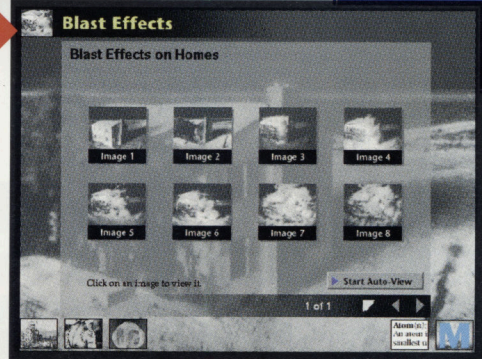 Blast Effects
Blast Effects on Homes
Image 1
Image 2
Image 3
Image 4
Image 5
Image 6
Image 7
Image 8
Click on an image to view it.
Start Auto-View
1 of 1
Atom (n):
An atom i
smallest u
M